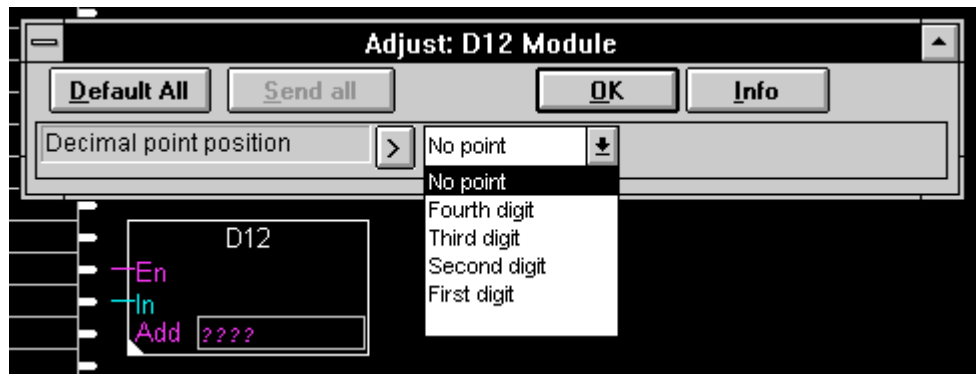 Adjust: D12 Module
Default All Send all OK Info
Decimal point position > No point
No point
Fourth digit
Third digit
Second digit
First digit
D12
En
In
Add ????